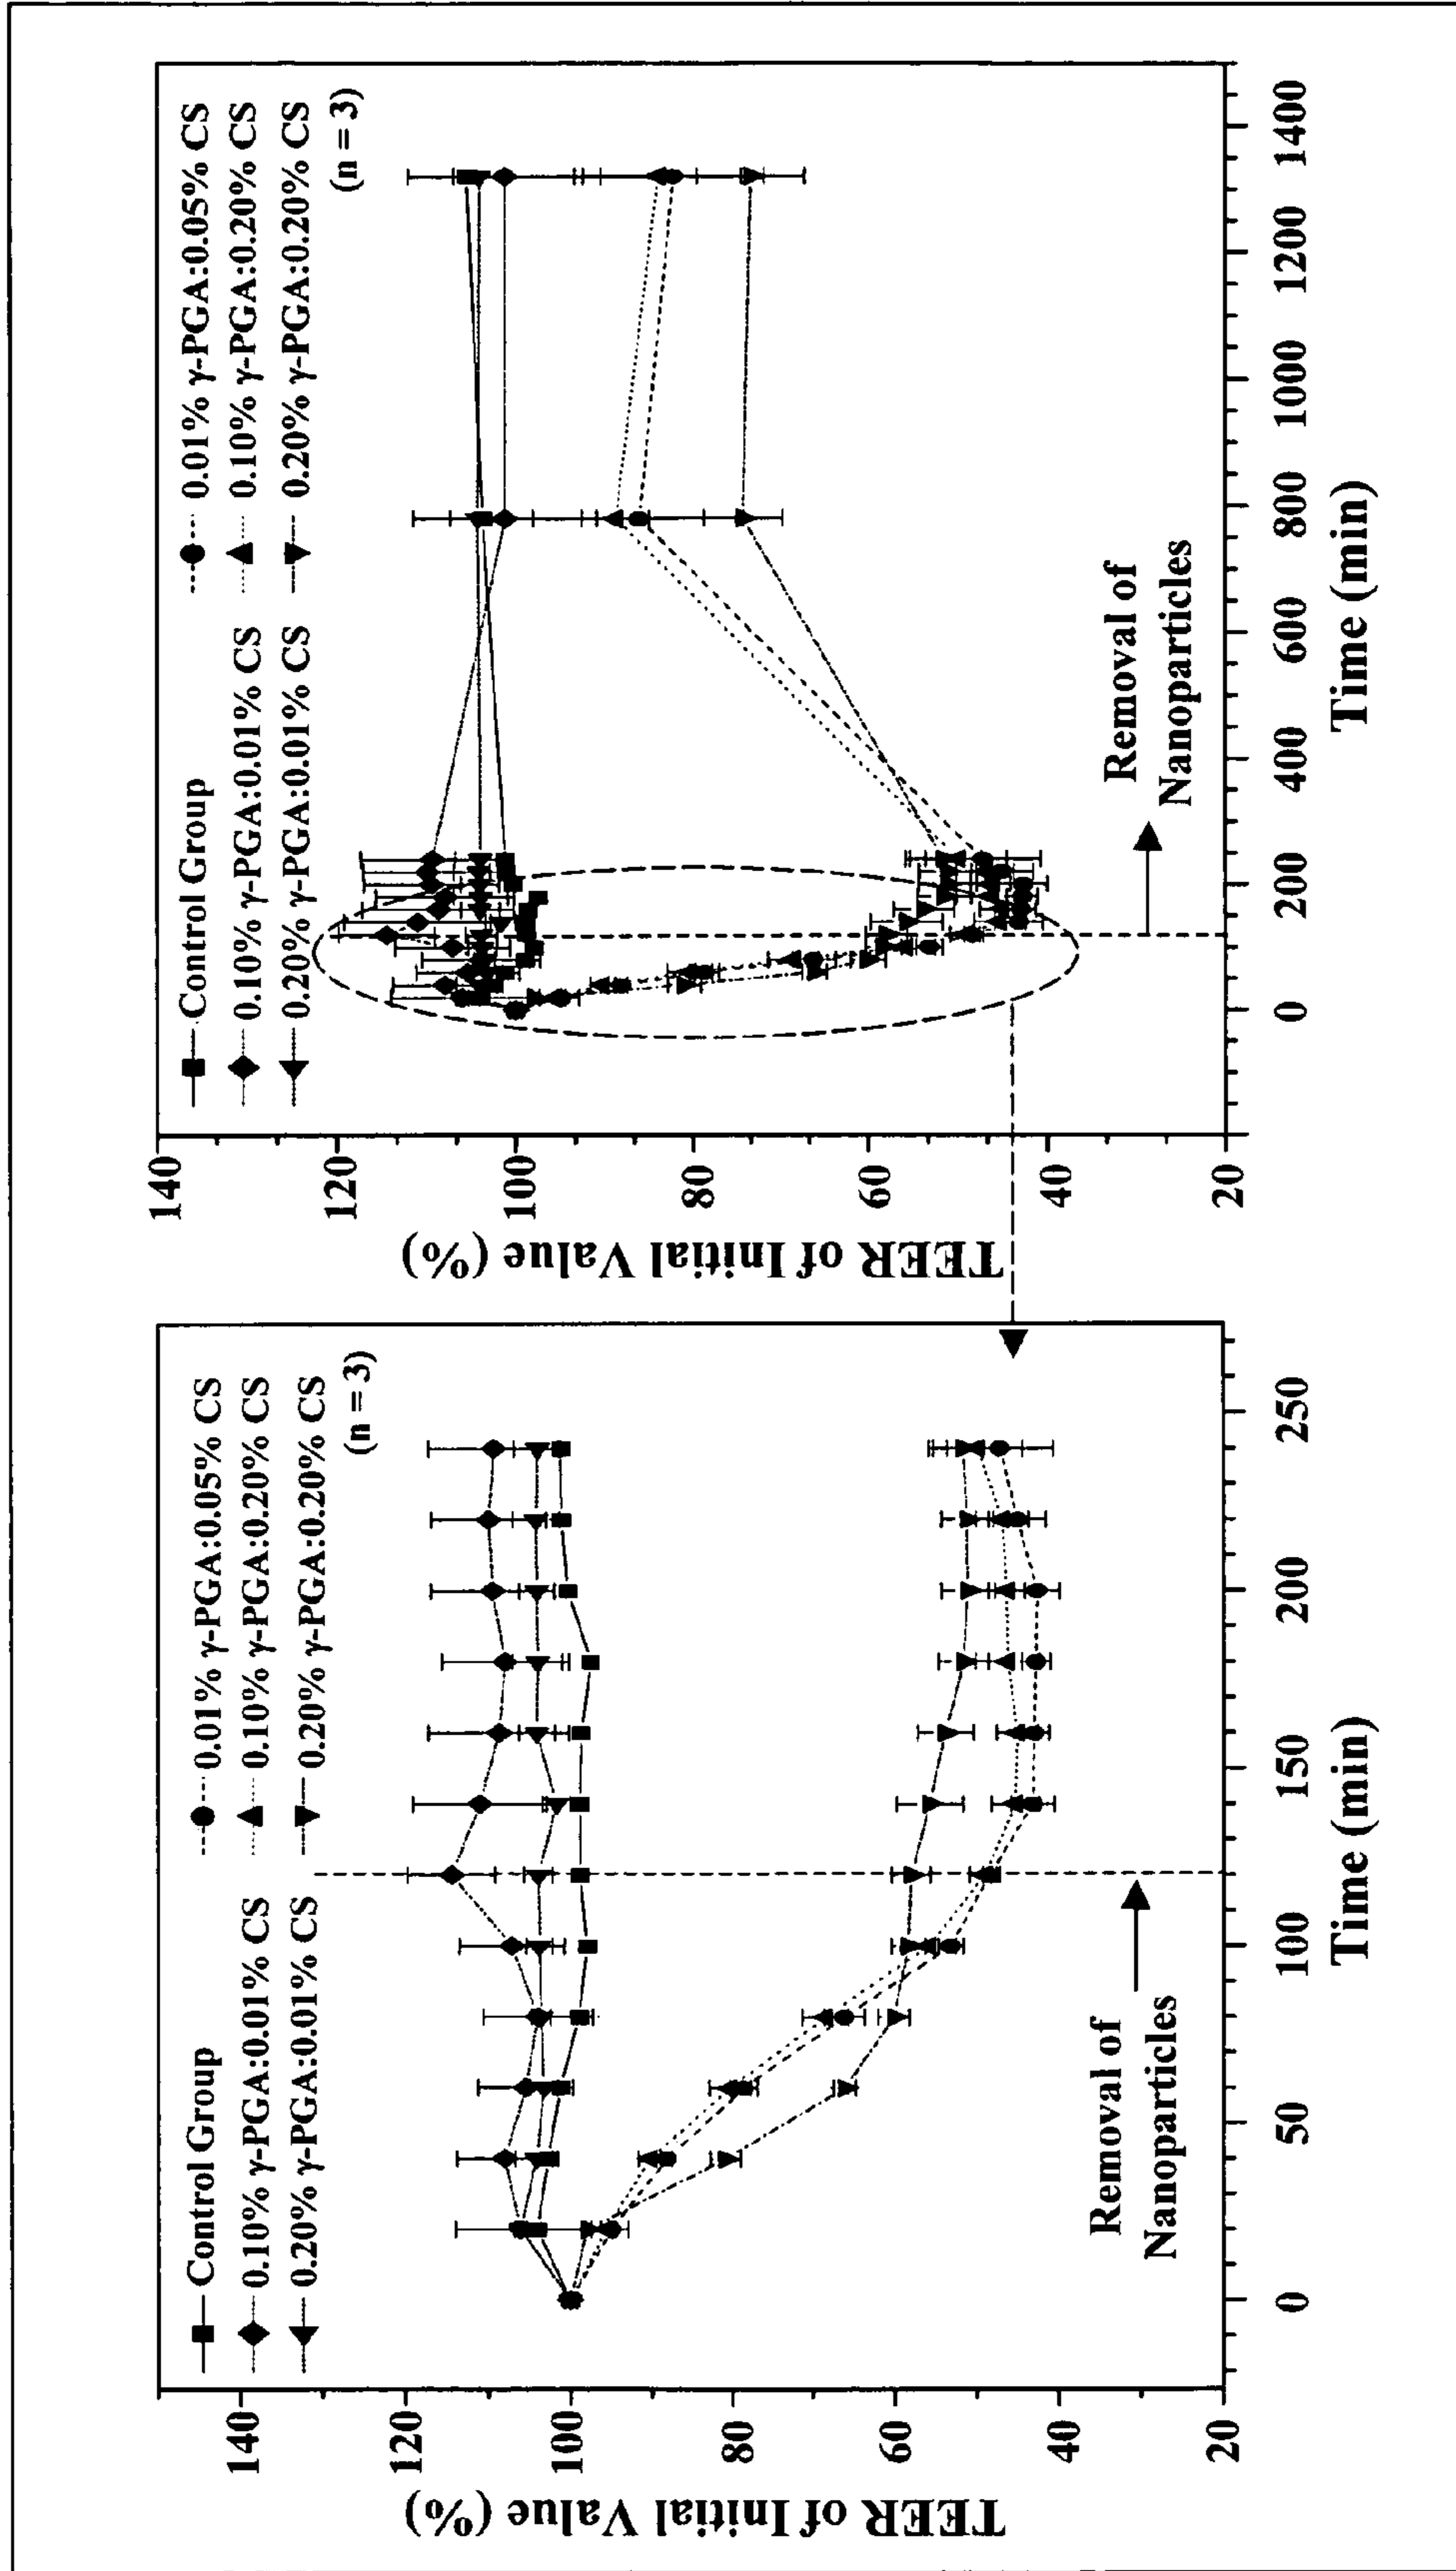 Control Group
0.01% γ-PGA:0.05% CS
0.10% γ-PGA:0.01% CS
0.10% γ-PGA:0.20% CS
0.20% γ-PGA:0.01% CS
0.20% γ-PGA:0.20% CS
(n = 3)
TEER of Initial Value (%)
140
120
100
80
60
40
20
Removal of
Nanoparticles
0
50
100
150
200
250
Time (min)
Control Group
0.01% γ-PGA:0.05% CS
0.10% γ-PGA:0.01% CS
0.10% γ-PGA:0.20% CS
0.20% γ-PGA:0.01% CS
0.20% γ-PGA:0.20% CS
(n = 3)
TEER of Initial Value (%)
140
120
100
80
60
40
20
Removal of
Nanoparticles
0
200
400
600
800
1000
1200
1400
Time (min)